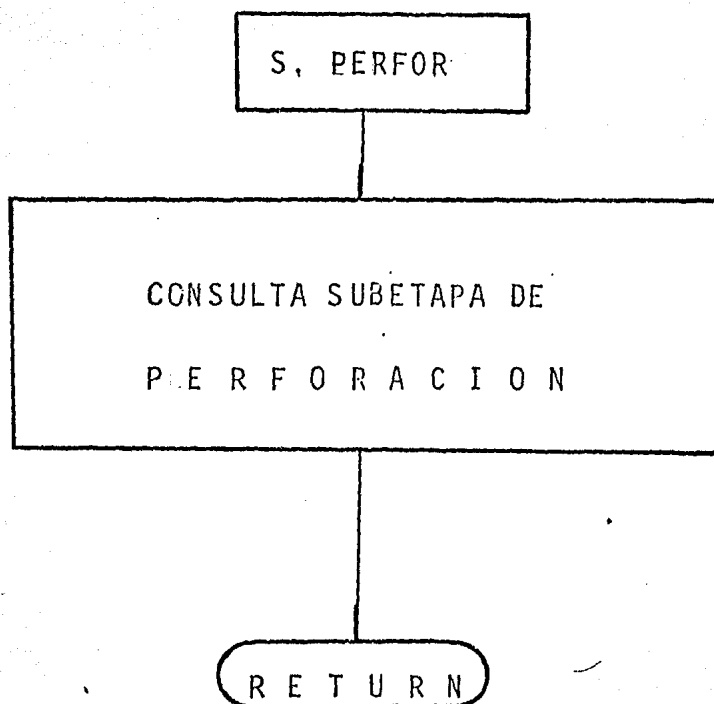 S. PERFOR
CONSULTA SUBETAPA DE
P E R F O R A C I O N
R E T U R N